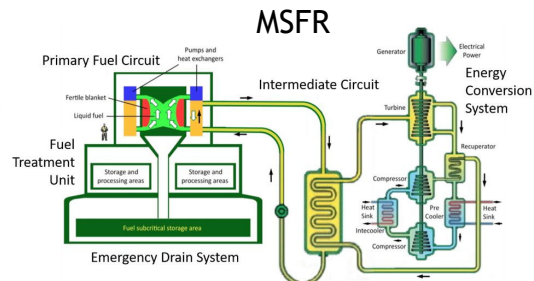 MSFR
Primary Fuel Circuit
Pumps and
heat exchangers
Fertile blanket
Liquid fuel
Fuel
Treatment
Unit
Storage and
processing areas
Storage and
processing areas
Fuel subcritical storage area
Emergency Drain System
Intermediate Circuit
Generator
Electrical
Power
Energy
Conversion
System
Turbine
Recuperator
Compressor
Heat
Sink
Pre
Cooler
Heat
Sink
Intecooler
Compressor